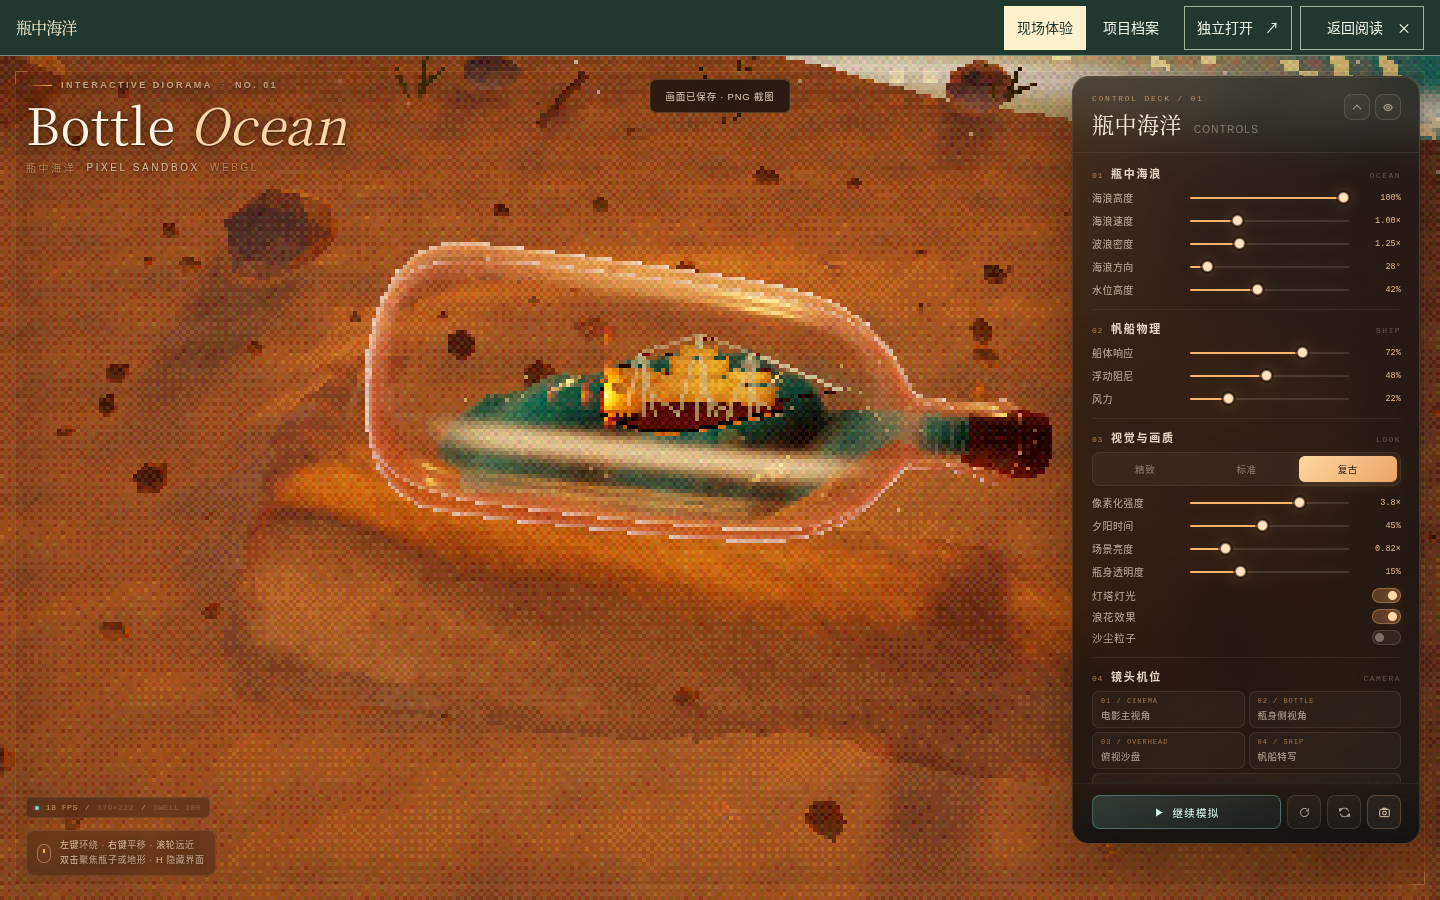 瓶中海洋
现场体验
项目档案
独立打开 ↗
返回阅读 ×
INTERACTIVE DIORAMA · NO. 01
Bottle Ocean
瓶中海洋 PIXEL SANDBOX WEBGL
画面已保存 · PNG 截图
CONTROL DECK / 01
瓶中海洋 CONTROLS
01 瓶中海浪 OCEAN
海浪高度 100%
海浪速度 1.00×
波浪密度 1.25×
海浪方向 28°
水位高度 42%
02 帆船物理 SHIP
船体响应 72%
浮动阻尼 48%
风力 22%
03 视觉与画质 LOOK
精致 标准 复古
像素化强度 3.8×
夕阳时间 45%
场景亮度 0.82×
瓶身透明度 15%
灯塔灯光
浪花效果
沙尘粒子
04 镜头机位 CAMERA
01 / CINEMA
电影主视角
02 / BOTTLE
瓶身侧视角
03 / OVERHEAD
俯视沙盘
04 / SHIP
帆船特写
继续模拟
18 FPS / 379×222 / SWELL 100
左键环绕 · 右键平移 · 滚轮远近
双击聚焦瓶子或地形 · H 隐藏界面